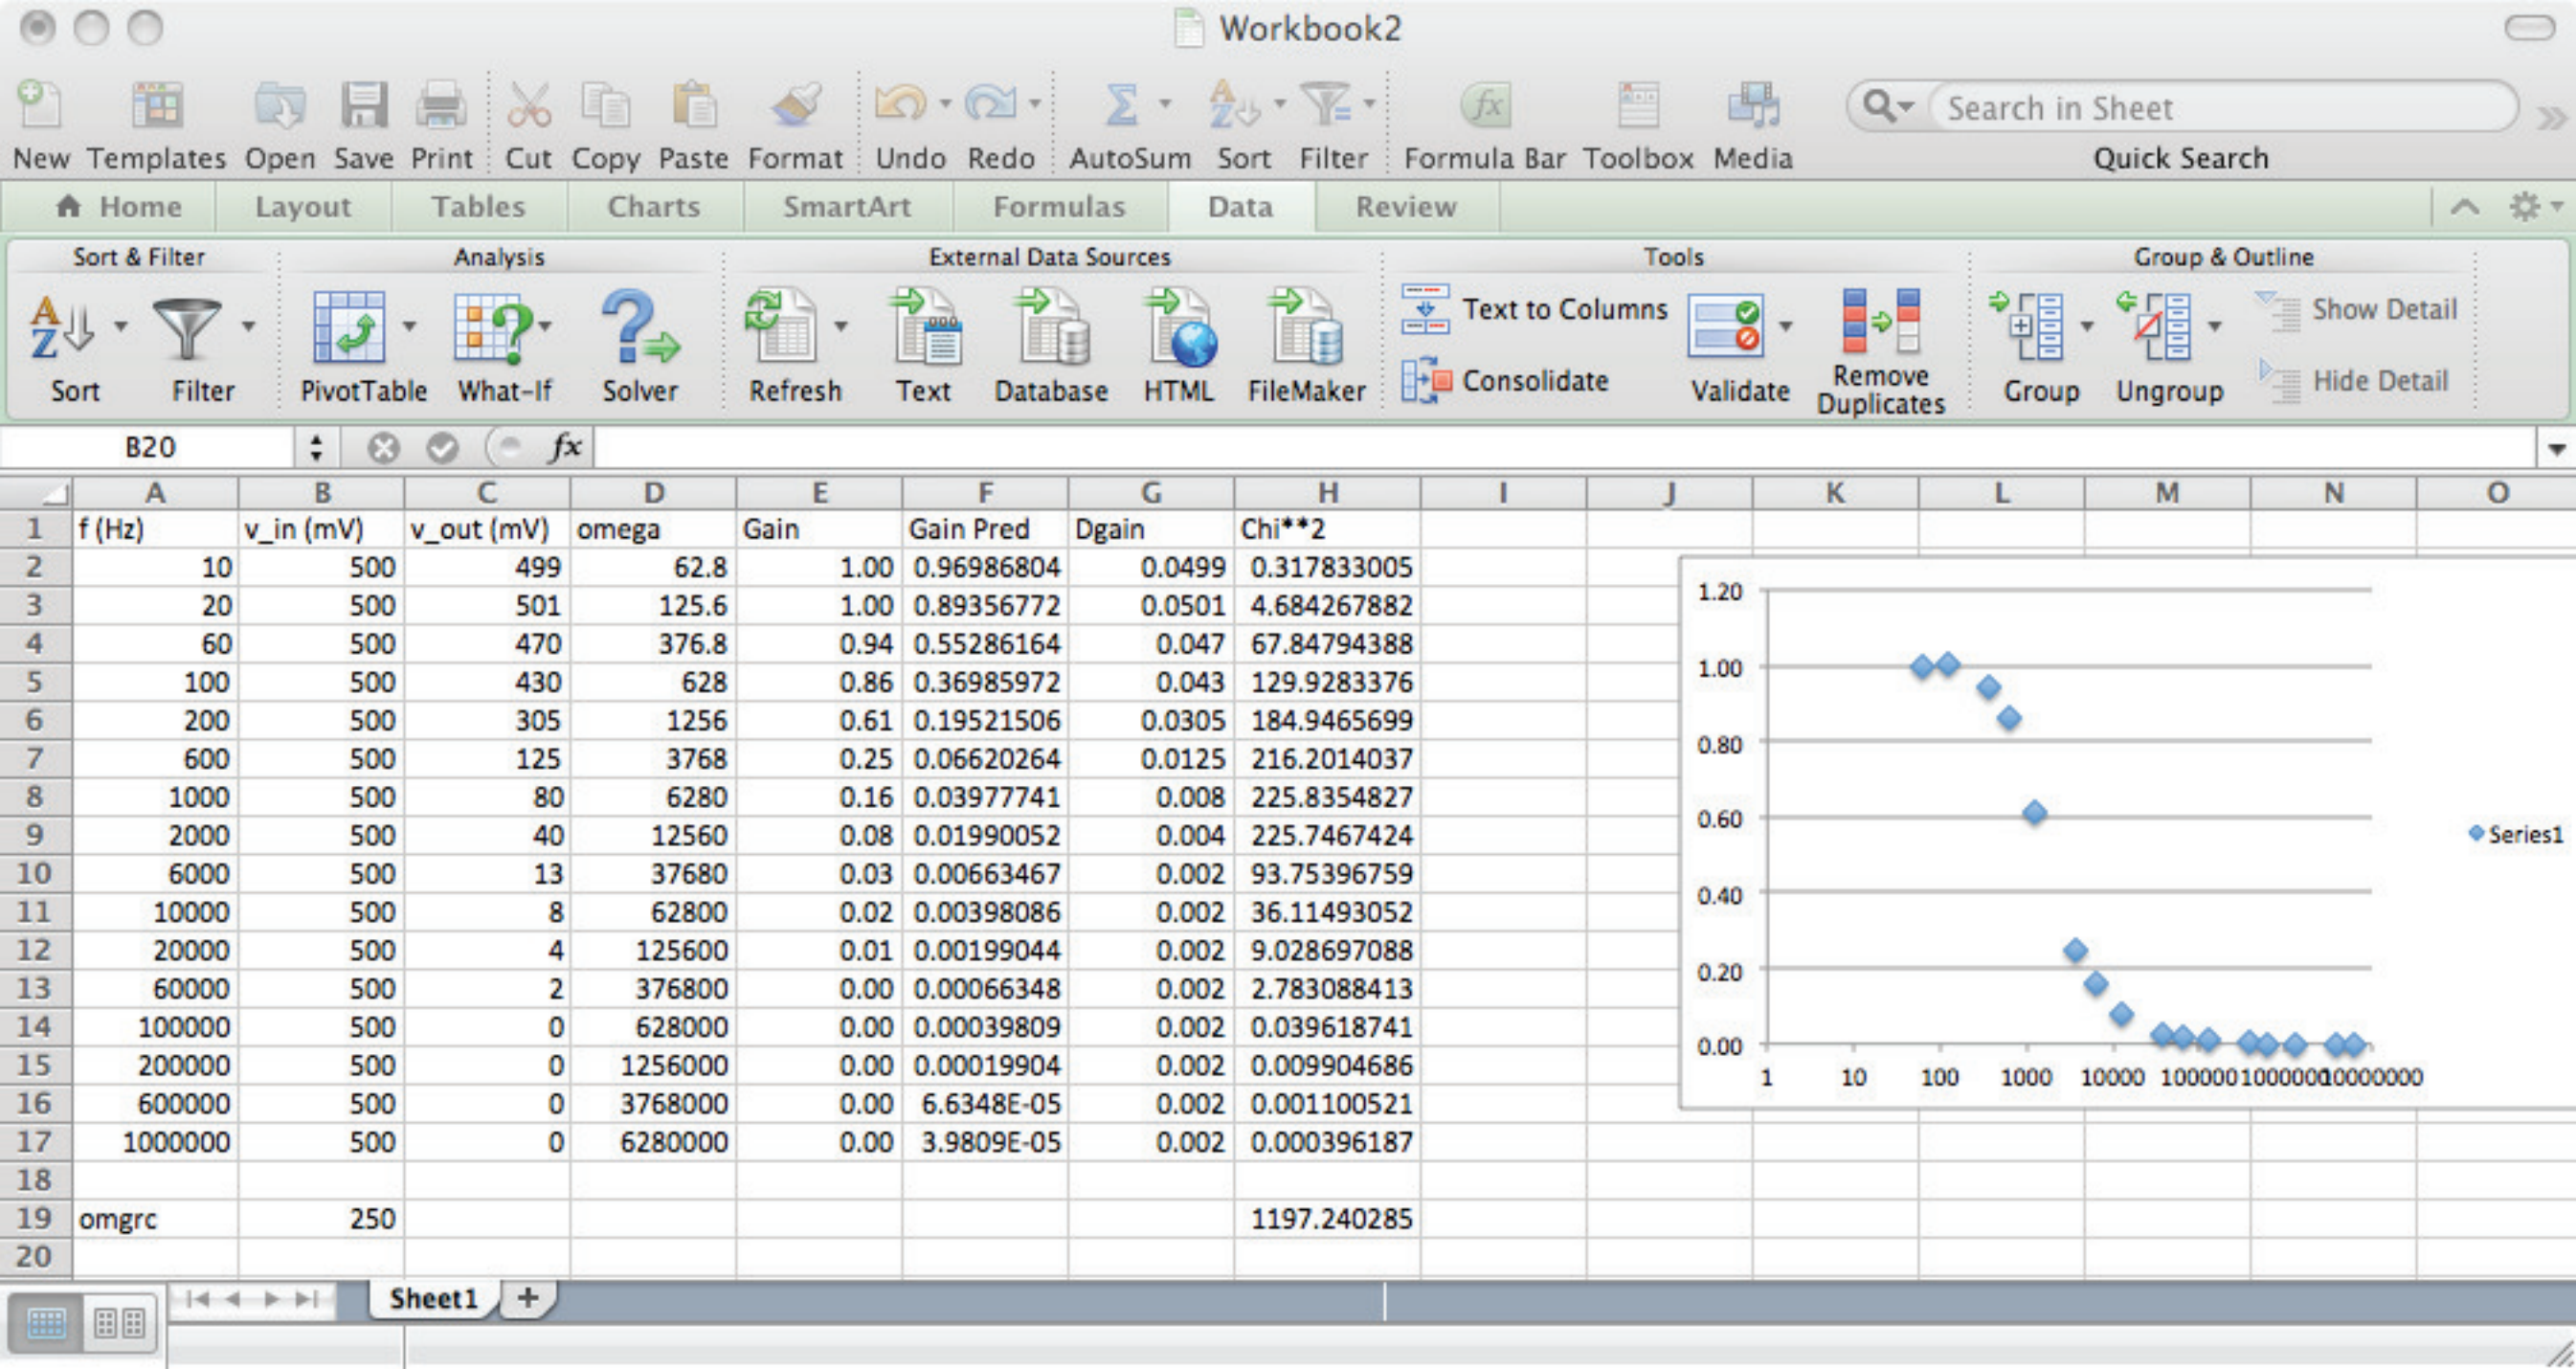 Workbook2
Search in Sheet
New Templates Open Save Print Cut Copy Paste Format Undo Redo AutoSum Sort Filter Formula Bar Toolbox Media Quick Search
Home Layout Tables Charts SmartArt Formulas Data Review
Sort & Filter Analysis External Data Sources Tools Group & Outline
Text to Columns Show Detail
Consolidate Hide Detail
Sort Filter PivotTable What-If Solver Refresh Text Database HTML FileMaker Validate Remove Duplicates Group Ungroup
B20 fx
A B C D E F G H I J K L M N O
1 f (Hz) v_in (mV) v_out (mV) omega Gain Gain Pred Dgain Chi**2
2 10 500 499 62.8 1.00 0.96986804 0.0499 0.317833005
3 20 500 501 125.6 1.00 0.89356772 0.0501 4.684267882
4 60 500 470 376.8 0.94 0.55286164 0.047 67.84794388
5 100 500 430 628 0.86 0.36985972 0.043 129.9283376
6 200 500 305 1256 0.61 0.19521506 0.0305 184.9465699
7 600 500 125 3768 0.25 0.06620264 0.0125 216.2014037
8 1000 500 80 6280 0.16 0.03977741 0.008 225.8354827
9 2000 500 40 12560 0.08 0.01990052 0.004 225.7467424
10 6000 500 13 37680 0.03 0.00663467 0.002 93.75396759
11 10000 500 8 62800 0.02 0.00398086 0.002 36.11493052
12 20000 500 4 125600 0.01 0.00199044 0.002 9.028697088
13 60000 500 2 376800 0.00 0.00066348 0.002 2.783088413
14 100000 500 0 628000 0.00 0.00039809 0.002 0.039618741
15 200000 500 0 1256000 0.00 0.00019904 0.002 0.009904686
16 600000 500 0 3768000 0.00 6.6348E-05 0.002 0.001100521
17 1000000 500 0 6280000 0.00 3.9809E-05 0.002 0.000396187
18
19 omgrc 250 1197.240285
20
1.20
1.00
0.80
0.60
0.40
0.20
0.00
1 10 100 1000 10000 100000 1000000 10000000
Series1
Sheet1